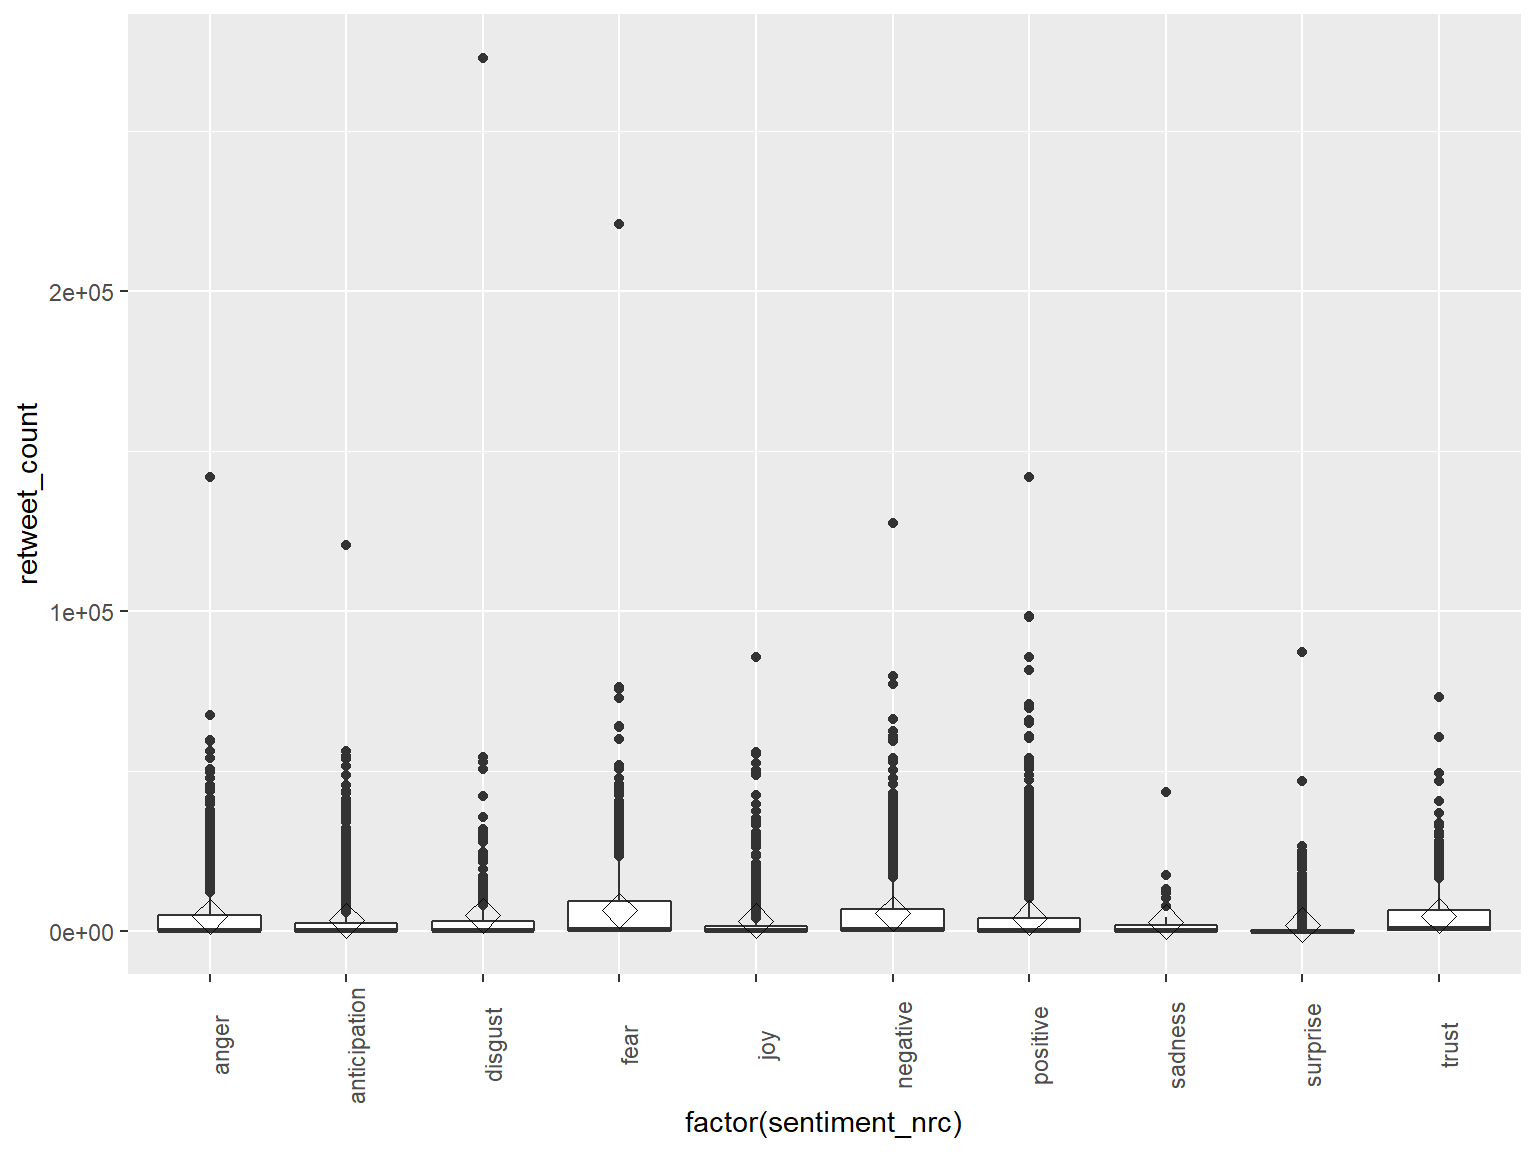 retweet_count
2e+05
1e+05
0e+00
anger
anticipation
disgust
fear
joy
negative
positive
sadness
surprise
trust
factor(sentiment_nrc)